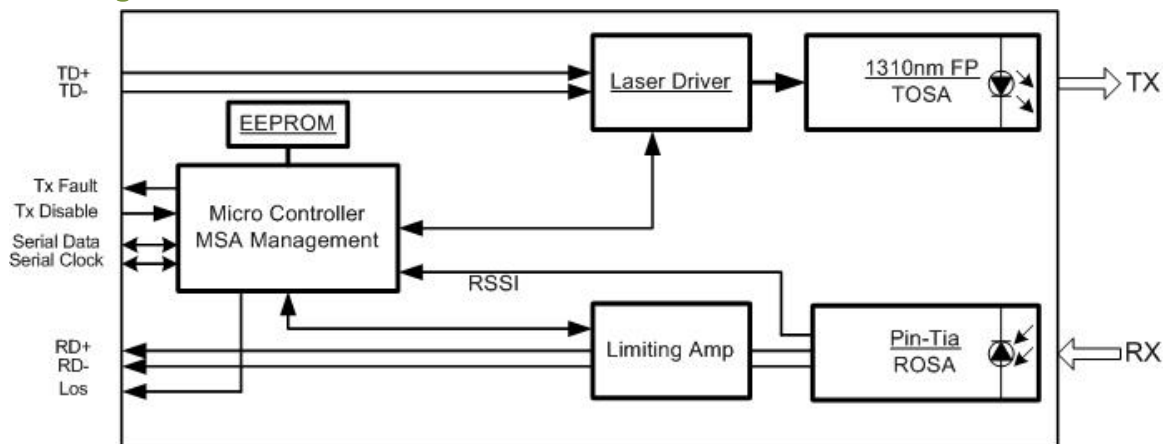 TD+
TD-
Laser Driver
1310nm FP
TOSA
TX
EEPROM
Tx Fault
Tx Disable
Serial Data
Serial Clock
Micro Controller
MSA Management
RSSI
RD+
RD-
Los
Limiting Amp
Pin-Tia
ROSA
RX